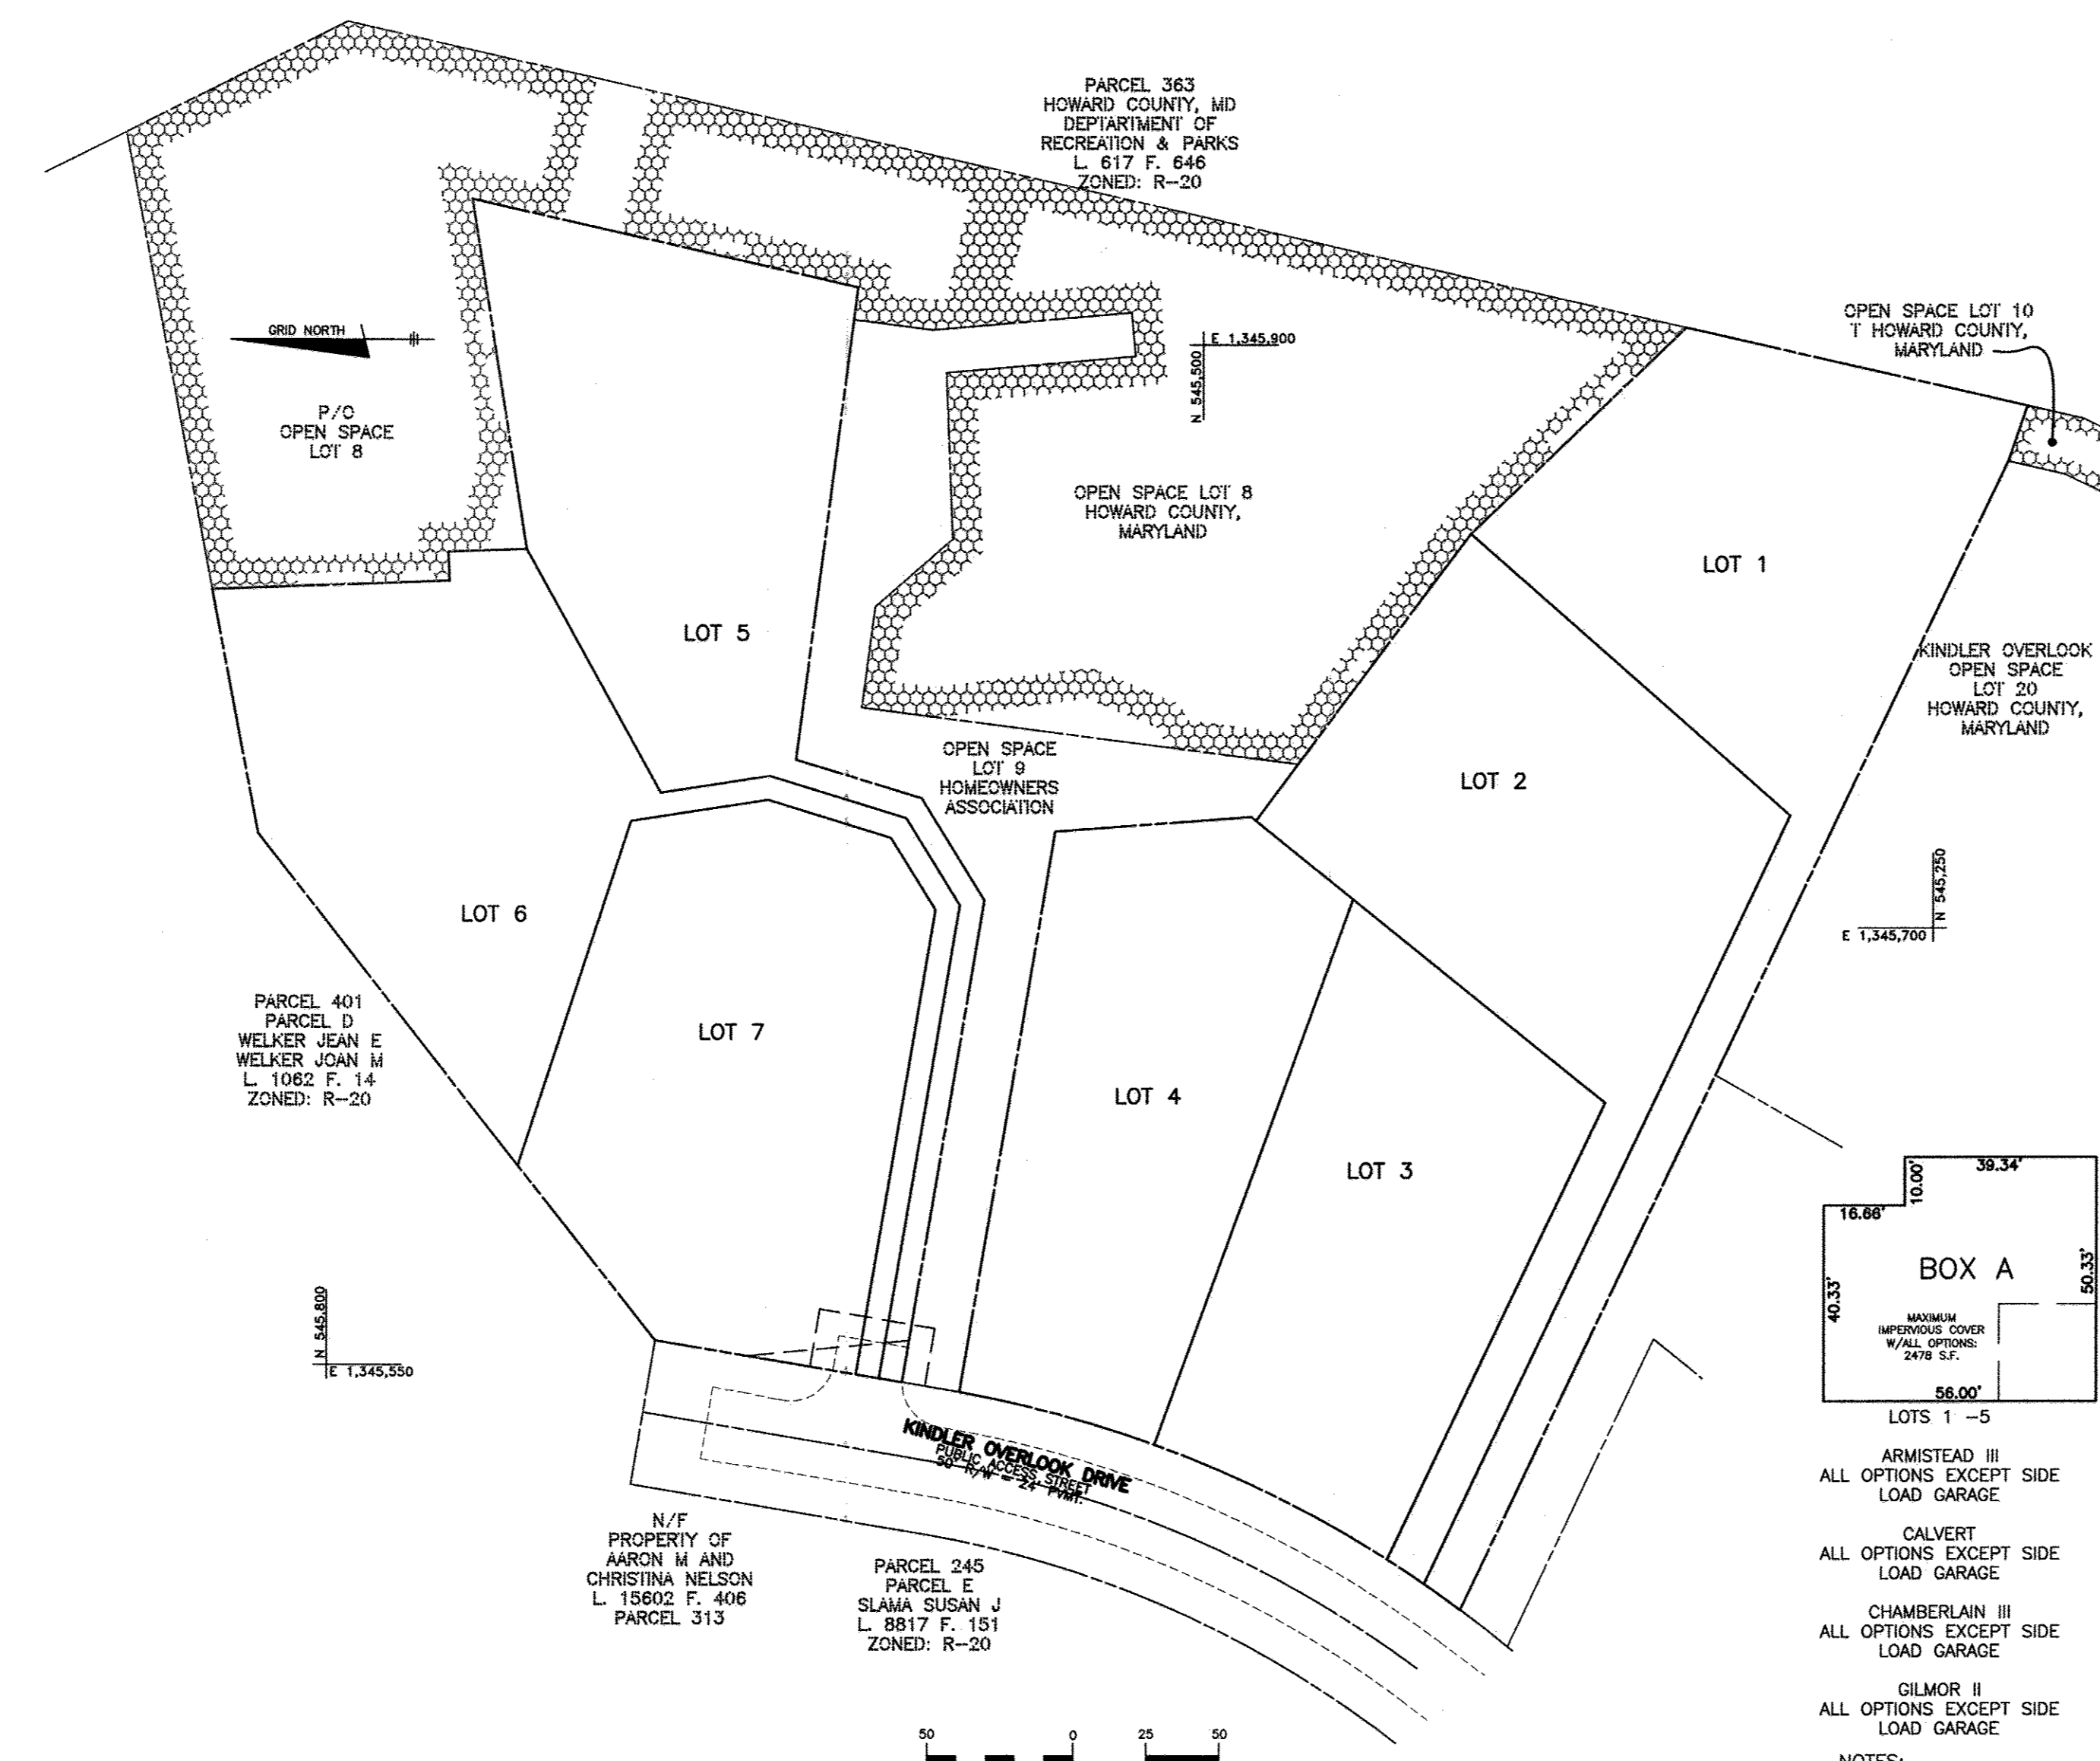 PARCEL 363
HOWARD COUNTY, MD
DEPTARTMENT OF
RECREATION & PARKS
L. 617 F. 646
ZONED: R-20
OPEN SPACE LOT 10
T HOWARD COUNTY,
MARYLAND
GRID NORTH
E 1,345,900
N 545,500
P/O
OPEN SPACE
LOT 8
OPEN SPACE LOT 8
HOWARD COUNTY,
MARYLAND
LOT 1
LOT 5
KINDLER OVERLOOK
OPEN SPACE
LOT 20
HOWARD COUNTY,
MARYLAND
OPEN SPACE
LOT 9
HOMEOWNERS
ASSOCIATION
LOT 2
N 545,250
E 1,345,700
LOT 6
PARCEL 401
PARCEL D
WELKER JEAN E
WELKER JOAN M
L. 1062 F. 14
ZONED: R-20
LOT 7
LOT 4
LOT 3
39.34'
10.00'
16.66'
BOX A
50.33'
40.33'
MAXIMUM
IMPERVIOUS COVER
W/ALL OPTIONS:
2478 S.F.
56.00'
LOTS 1 -5
N 545,800
E 1,345,550
KINDLER OVERLOOK DRIVE
PUBLIC ACCESS STREET
50' R/W - 24' PVMT.
ARMISTEAD III
ALL OPTIONS EXCEPT SIDE
LOAD GARAGE
CALVERT
ALL OPTIONS EXCEPT SIDE
LOAD GARAGE
CHAMBERLAIN III
ALL OPTIONS EXCEPT SIDE
LOAD GARAGE
GILMOR II
ALL OPTIONS EXCEPT SIDE
LOAD GARAGE
NOTES:
N/F
PROPERTY OF
AARON M AND
CHRISTINA NELSON
L. 15602 F. 406
PARCEL 313
PARCEL 245
PARCEL E
SLAMA SUSAN J
L. 8817 F. 151
ZONED: R-20
50 0 25 50